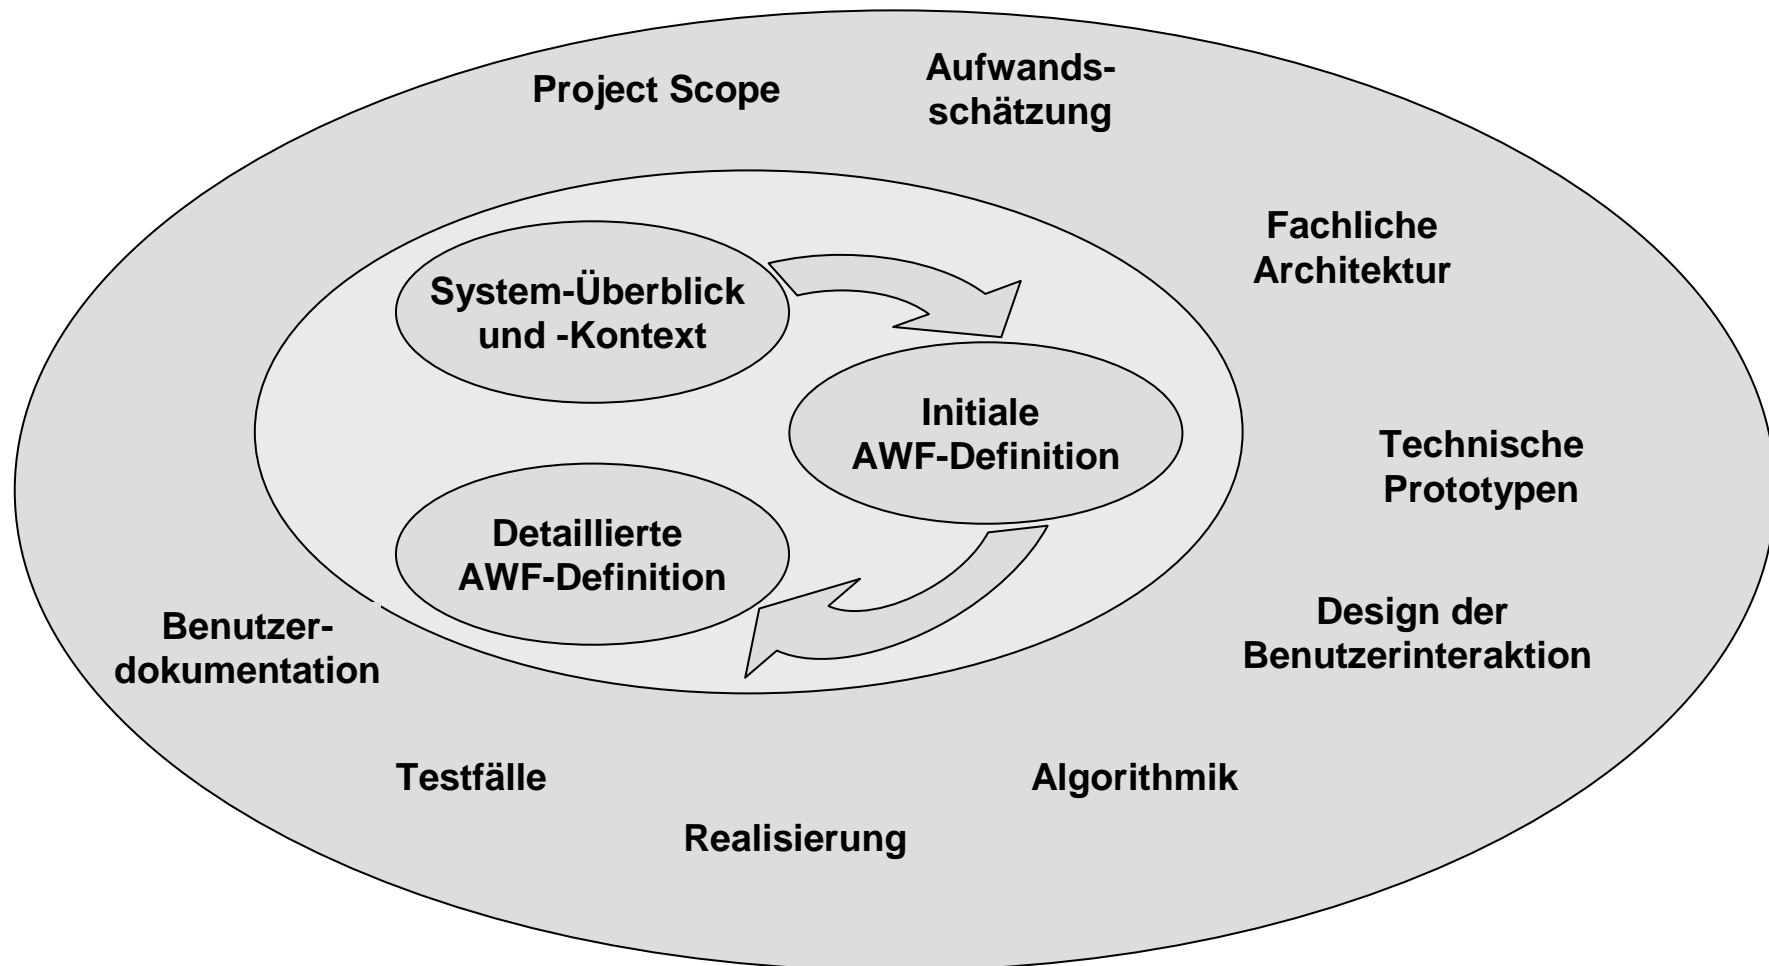 Project Scope
Aufwands-
schätzung
Fachliche
Architektur
System-Überblick
und -Kontext
Initiale
AWF-Definition
Technische
Prototypen
Detaillierte
AWF-Definition
Design der
Benutzerinteraktion
Benutzer-
dokumentation
Testfälle
Algorithmik
Realisierung